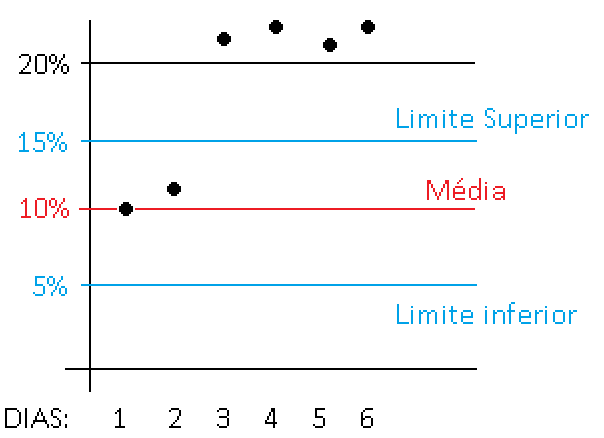 20%
Limite Superior
15%
Média
10%
5%
Limite inferior
DIAS: 1 2 3 4 5 6